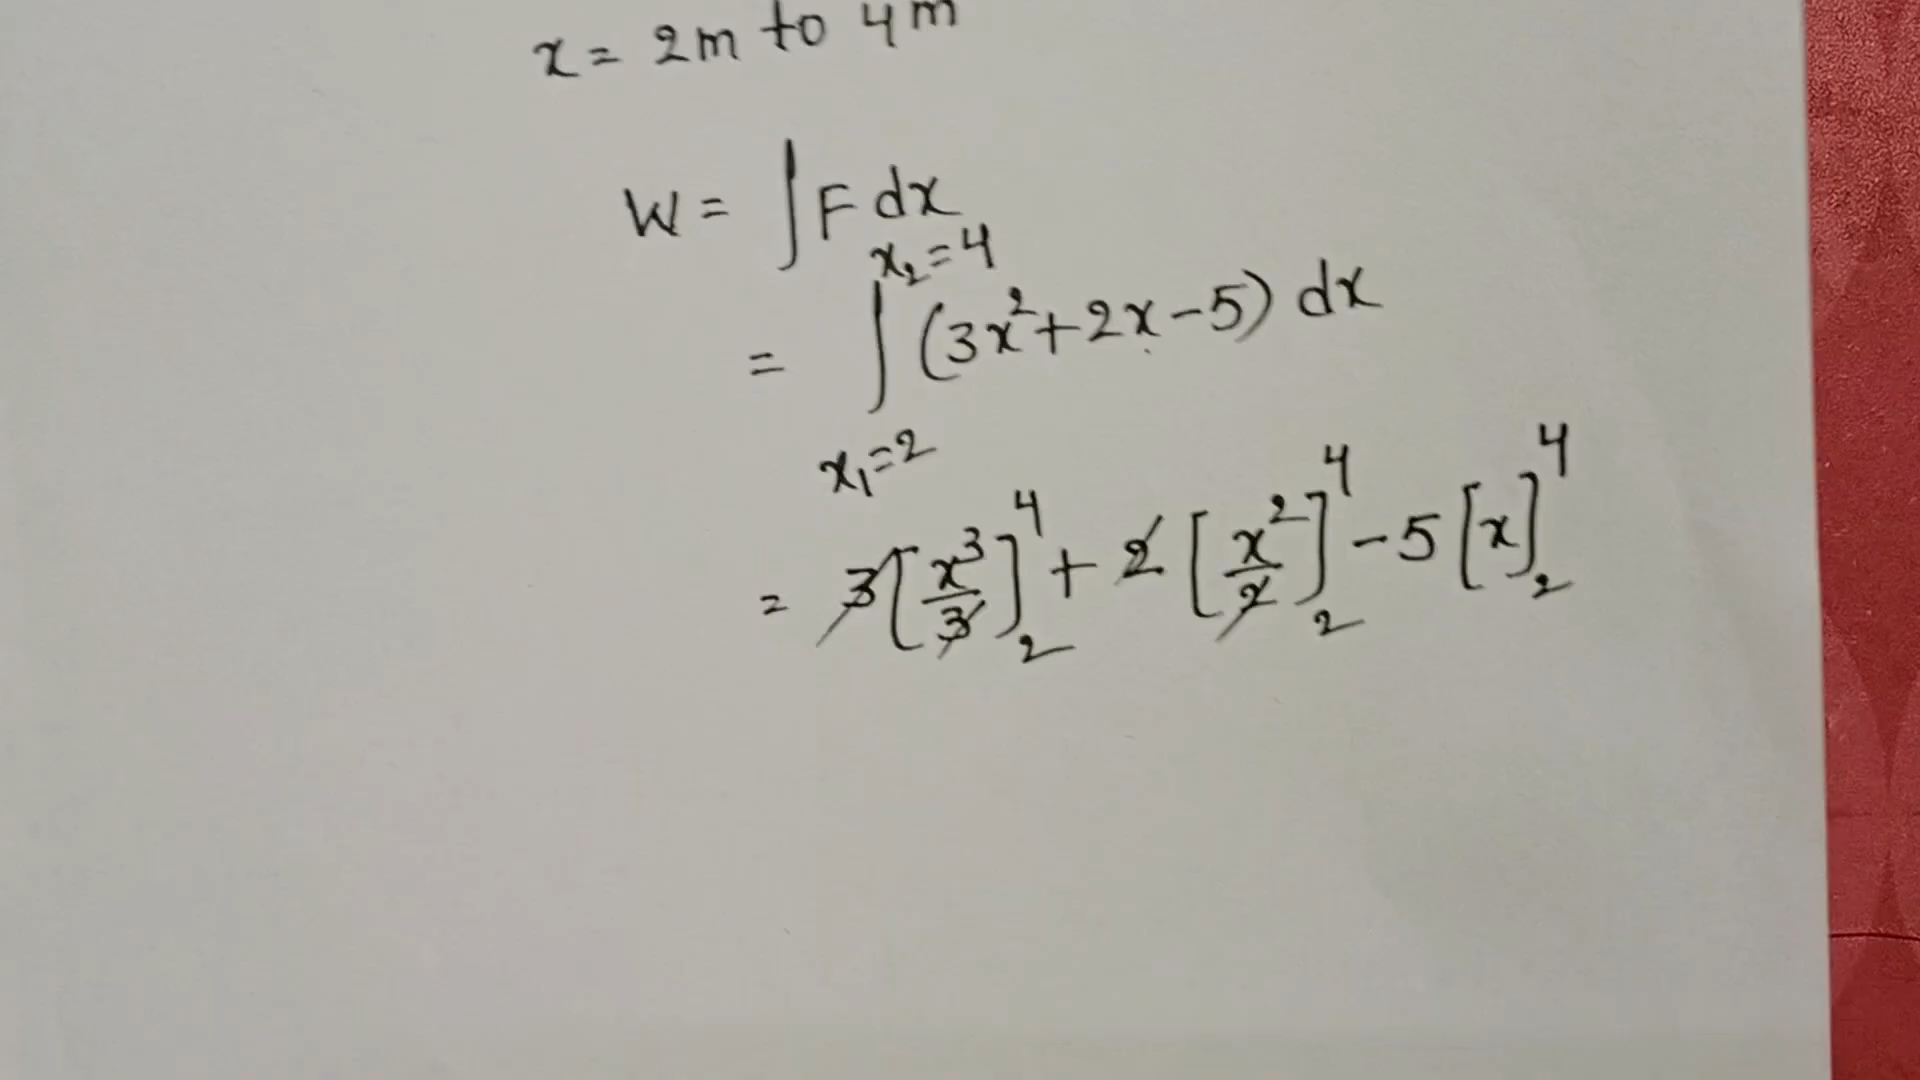 x = 2m to 4m
W = ∫ F dx
= ∫_{x₁=2}^{x₂=4} (3x²+2x-5) dx
= 3[x³/3]₂⁴ + 2[x²/2]₂⁴ - 5[x]₂⁴